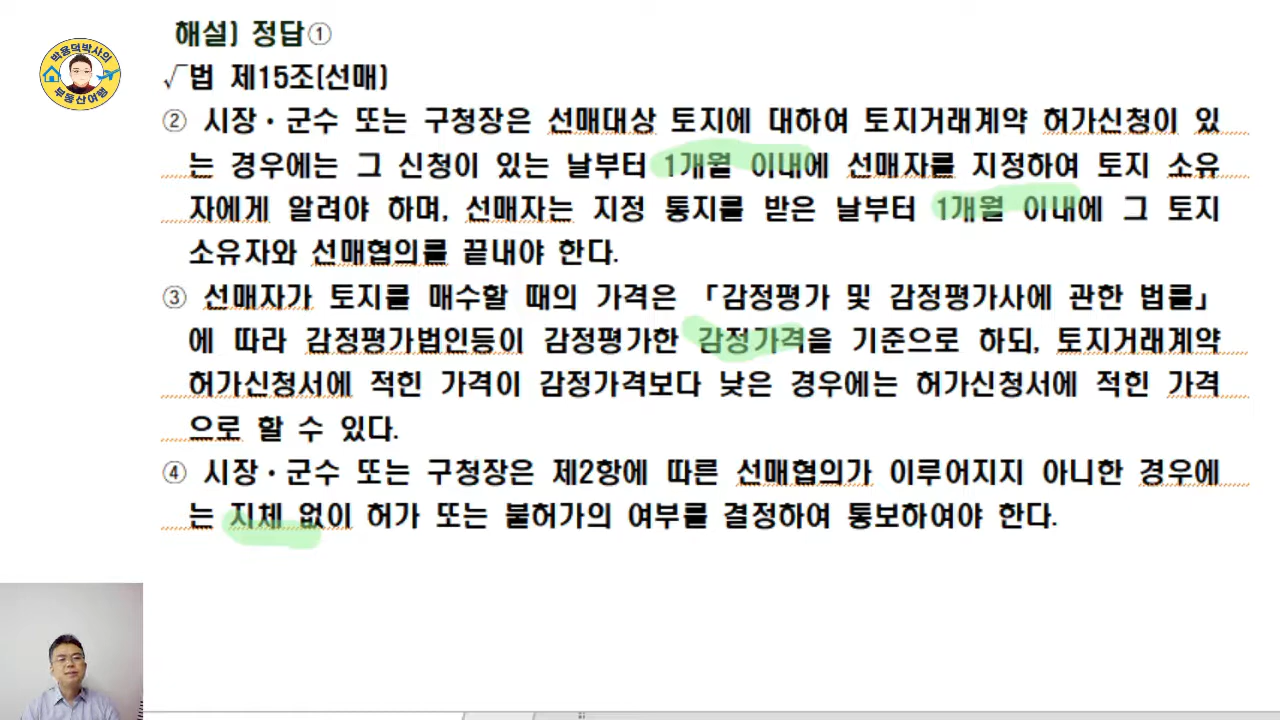 해설) 정답①
박용덕박사의
부동산여행
√법 제15조(선매)
② 시장·군수 또는 구청장은 선매대상 토지에 대하여 토지거래계약 허가신청이 있
는 경우에는 그 신청이 있는 날부터 1개월 이내에 선매자를 지정하여 토지 소유
자에게 알려야 하며, 선매자는 지정 통지를 받은 날부터 1개월 이내에 그 토지
소유자와 선매협의를 끝내야 한다.
③ 선매자가 토지를 매수할 때의 가격은 「감정평가 및 감정평가사에 관한 법률」
에 따라 감정평가법인등이 감정평가한 감정가격을 기준으로 하되, 토지거래계약
허가신청서에 적힌 가격이 감정가격보다 낮은 경우에는 허가신청서에 적힌 가격
으로 할 수 있다.
④ 시장·군수 또는 구청장은 제2항에 따른 선매협의가 이루어지지 아니한 경우에
는 지체 없이 허가 또는 불허가의 여부를 결정하여 통보하여야 한다.